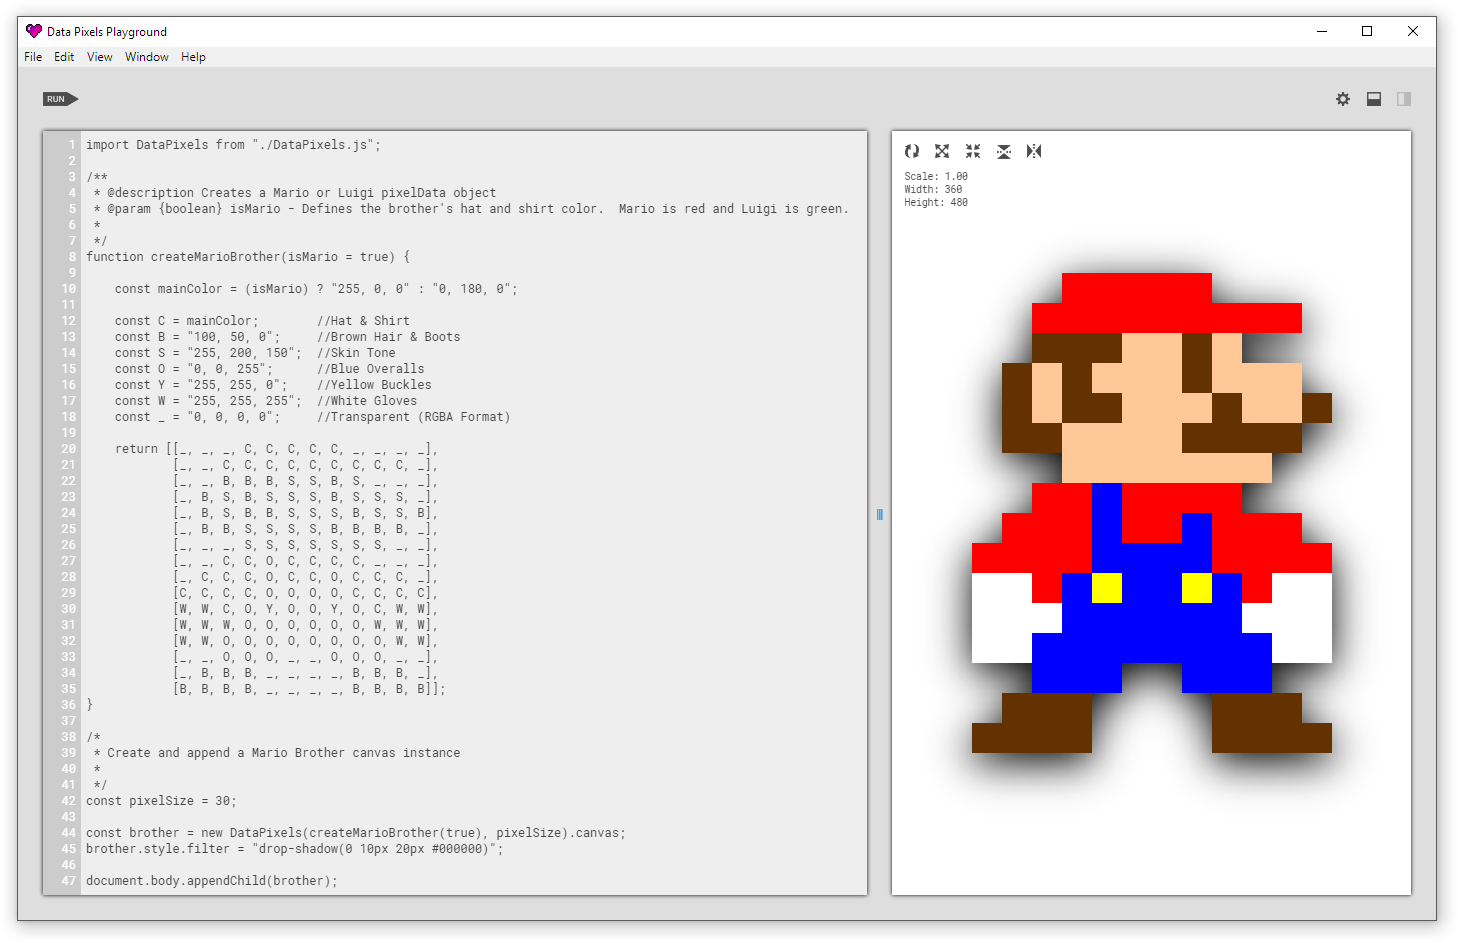 Data Pixels Playground
File Edit View Window Help
RUN
1 import DataPixels from "./DataPixels.js";
2
3 /**
4  * @description Creates a Mario or Luigi pixelData object
5  * @param {boolean} isMario - Defines the brother's hat and shirt color.  Mario is red and Luigi is green.
6  *
7  */
8 function createMarioBrother(isMario = true) {
9
10     const mainColor = (isMario) ? "255, 0, 0" : "0, 180, 0";
11
12     const C = mainColor;        //Hat & Shirt
13     const B = "100, 50, 0";     //Brown Hair & Boots
14     const S = "255, 200, 150";  //Skin Tone
15     const O = "0, 0, 255";      //Blue Overalls
16     const Y = "255, 255, 0";    //Yellow Buckles
17     const W = "255, 255, 255";  //White Gloves
18     const _ = "0, 0, 0, 0";     //Transparent (RGBA Format)
19
20     return [[_, _, _, C, C, C, C, C, _, _, _, _],
21             [_, _, C, C, C, C, C, C, C, C, C, _],
22             [_, _, B, B, B, S, S, B, S, _, _, _],
23             [_, B, S, B, S, S, S, B, S, S, S, _],
24             [_, B, S, B, B, S, S, S, B, S, S, B],
25             [_, B, B, S, S, S, S, B, B, B, B, _],
26             [_, _, _, S, S, S, S, S, S, S, _, _],
27             [_, _, C, C, O, C, C, C, C, _, _, _],
28             [_, C, C, C, O, C, C, O, C, C, C, _],
29             [C, C, C, C, O, O, O, O, C, C, C, C],
30             [W, W, C, O, Y, O, O, Y, O, C, W, W],
31             [W, W, W, O, O, O, O, O, O, W, W, W],
32             [W, W, O, O, O, O, O, O, O, O, W, W],
33             [_, _, O, O, O, _, _, O, O, O, _, _],
34             [_, B, B, B, _, _, _, _, B, B, B, _],
35             [B, B, B, B, _, _, _, _, B, B, B, B]];
36 }
37
38 /*
39  * Create and append a Mario Brother canvas instance
40  *
41  */
42 const pixelSize = 30;
43
44 const brother = new DataPixels(createMarioBrother(true), pixelSize).canvas;
45 brother.style.filter = "drop-shadow(0 10px 20px #000000)";
46
47 document.body.appendChild(brother);
Scale: 1.00
Width: 360
Height: 480